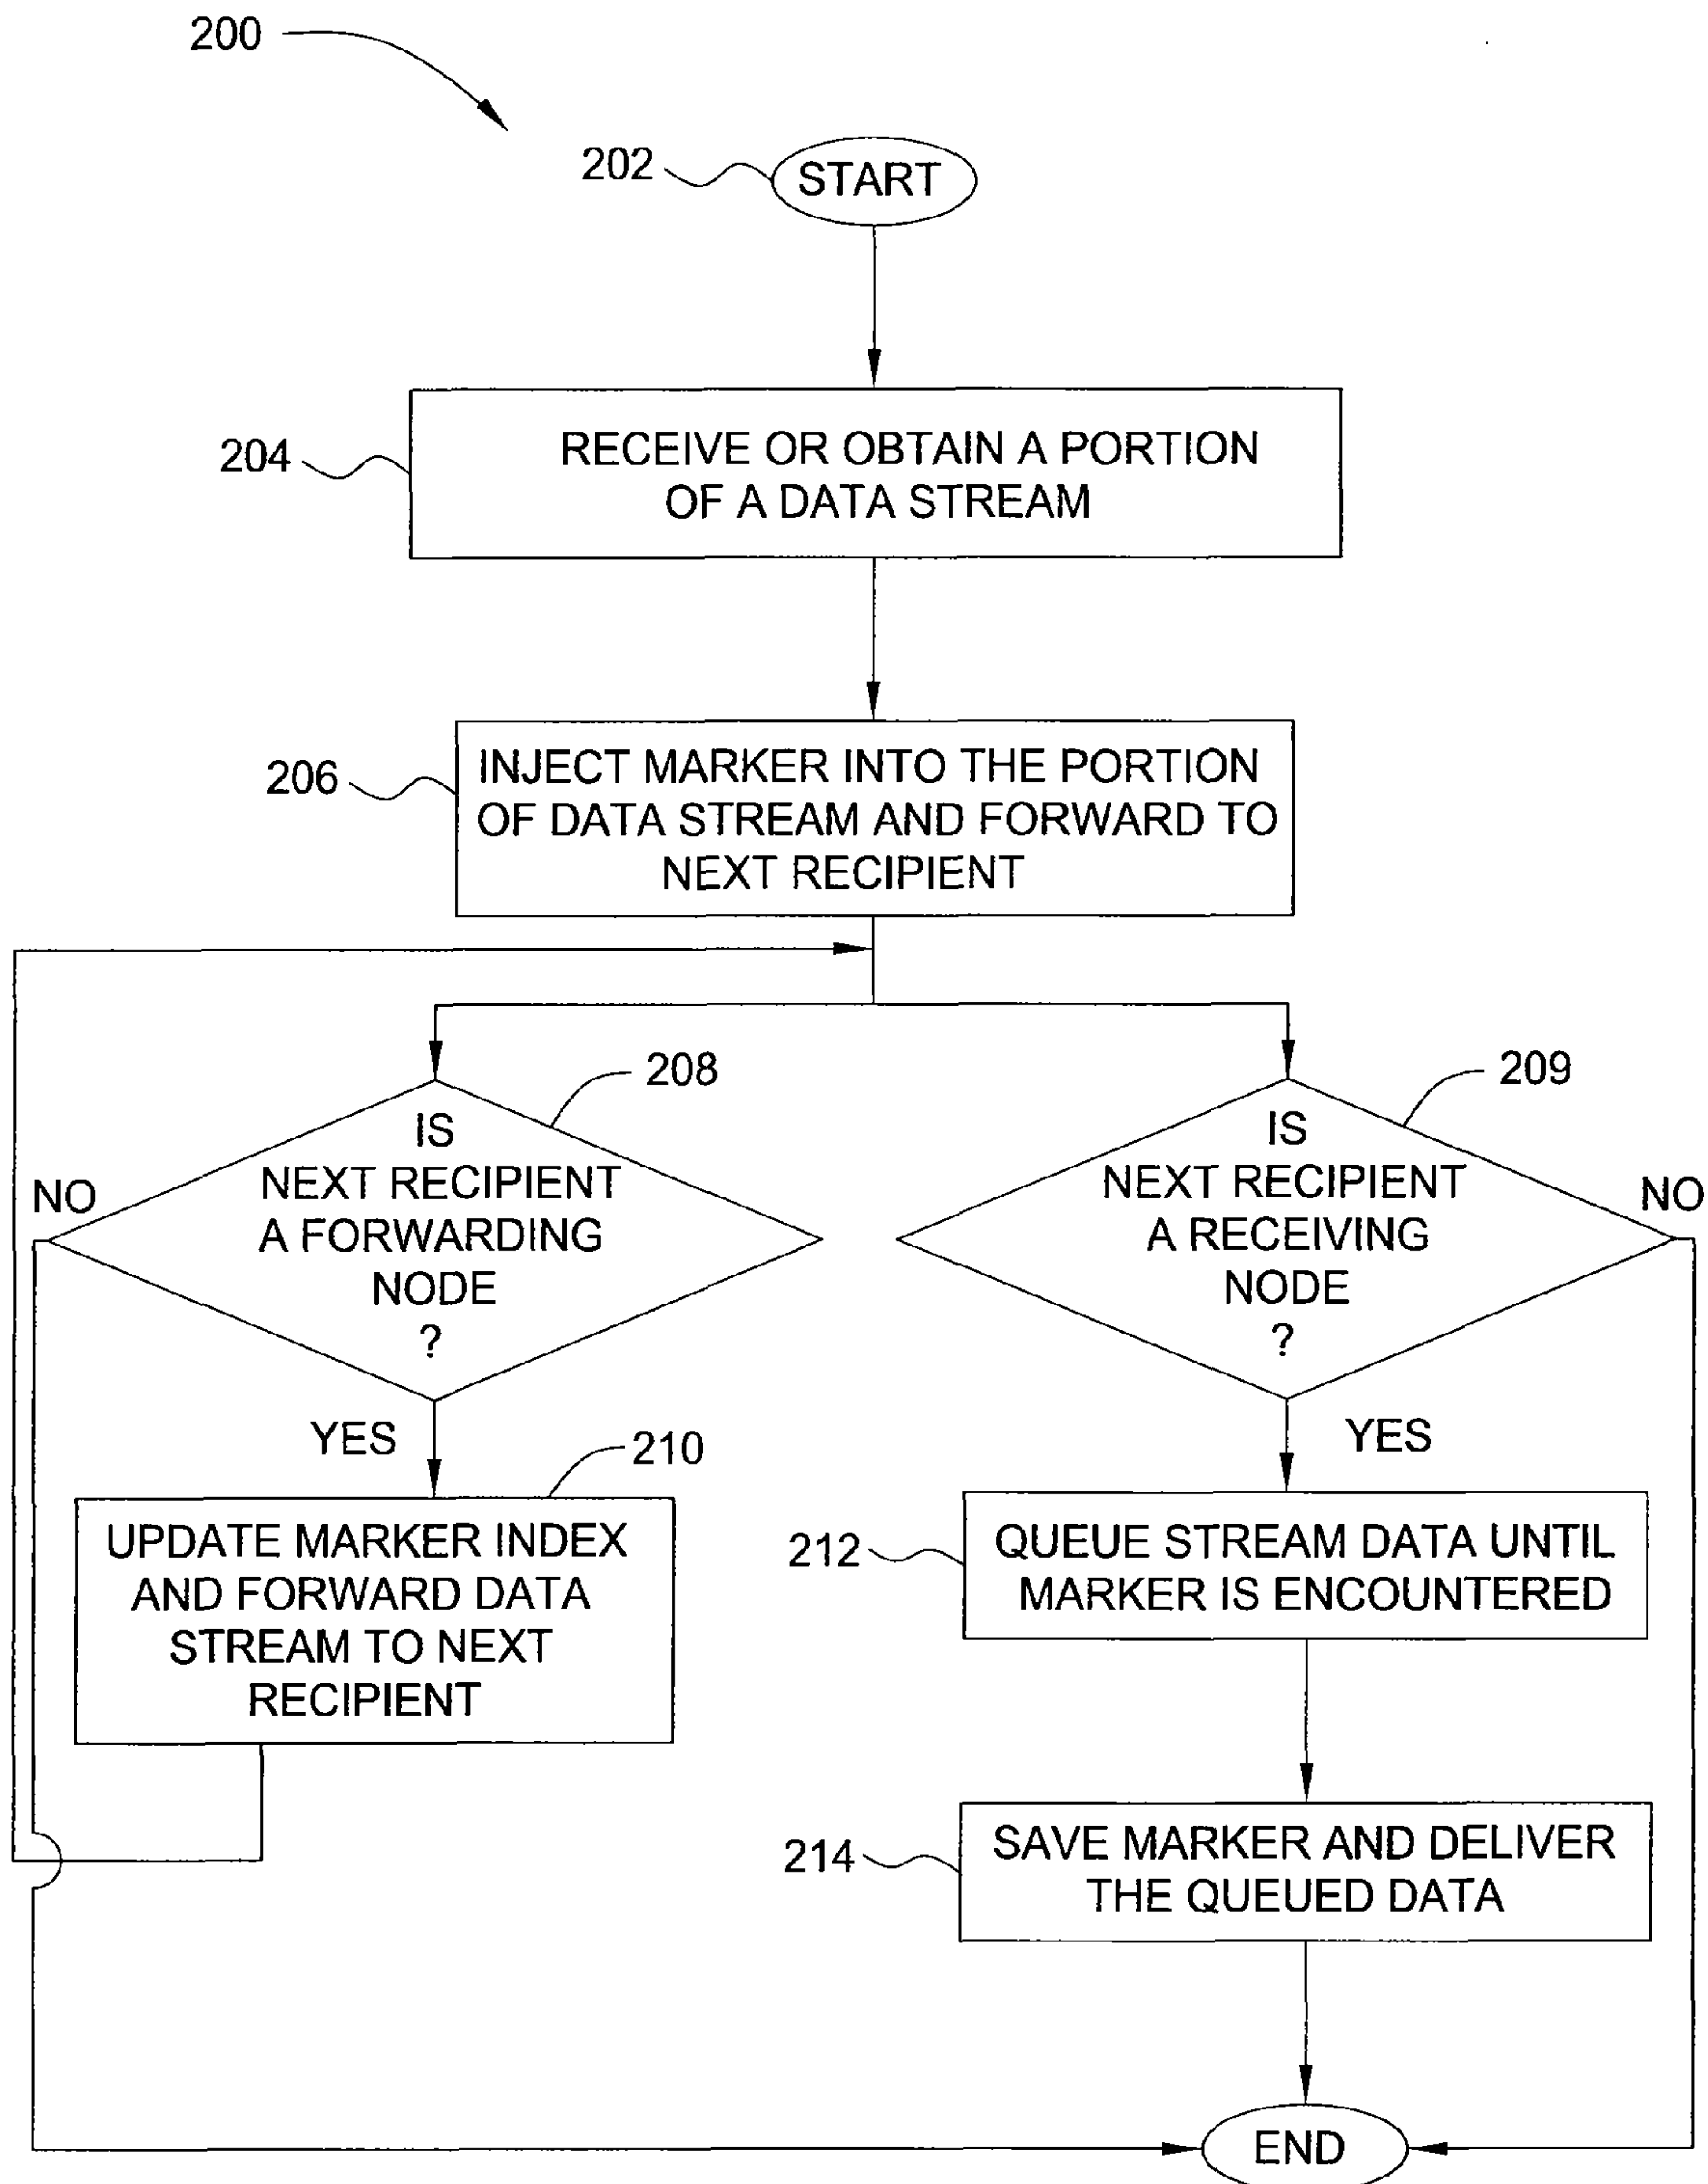 200
202
START
204
RECEIVE OR OBTAIN A PORTION
OF A DATA STREAM
206
INJECT MARKER INTO THE PORTION
OF DATA STREAM AND FORWARD TO
NEXT RECIPIENT
208
IS
NEXT RECIPIENT
A FORWARDING
NODE
?
NO
YES
209
IS
NEXT RECIPIENT
A RECEIVING
NODE
?
NO
YES
210
UPDATE MARKER INDEX
AND FORWARD DATA
STREAM TO NEXT
RECIPIENT
212
QUEUE STREAM DATA UNTIL
MARKER IS ENCOUNTERED
214
SAVE MARKER AND DELIVER
THE QUEUED DATA
END